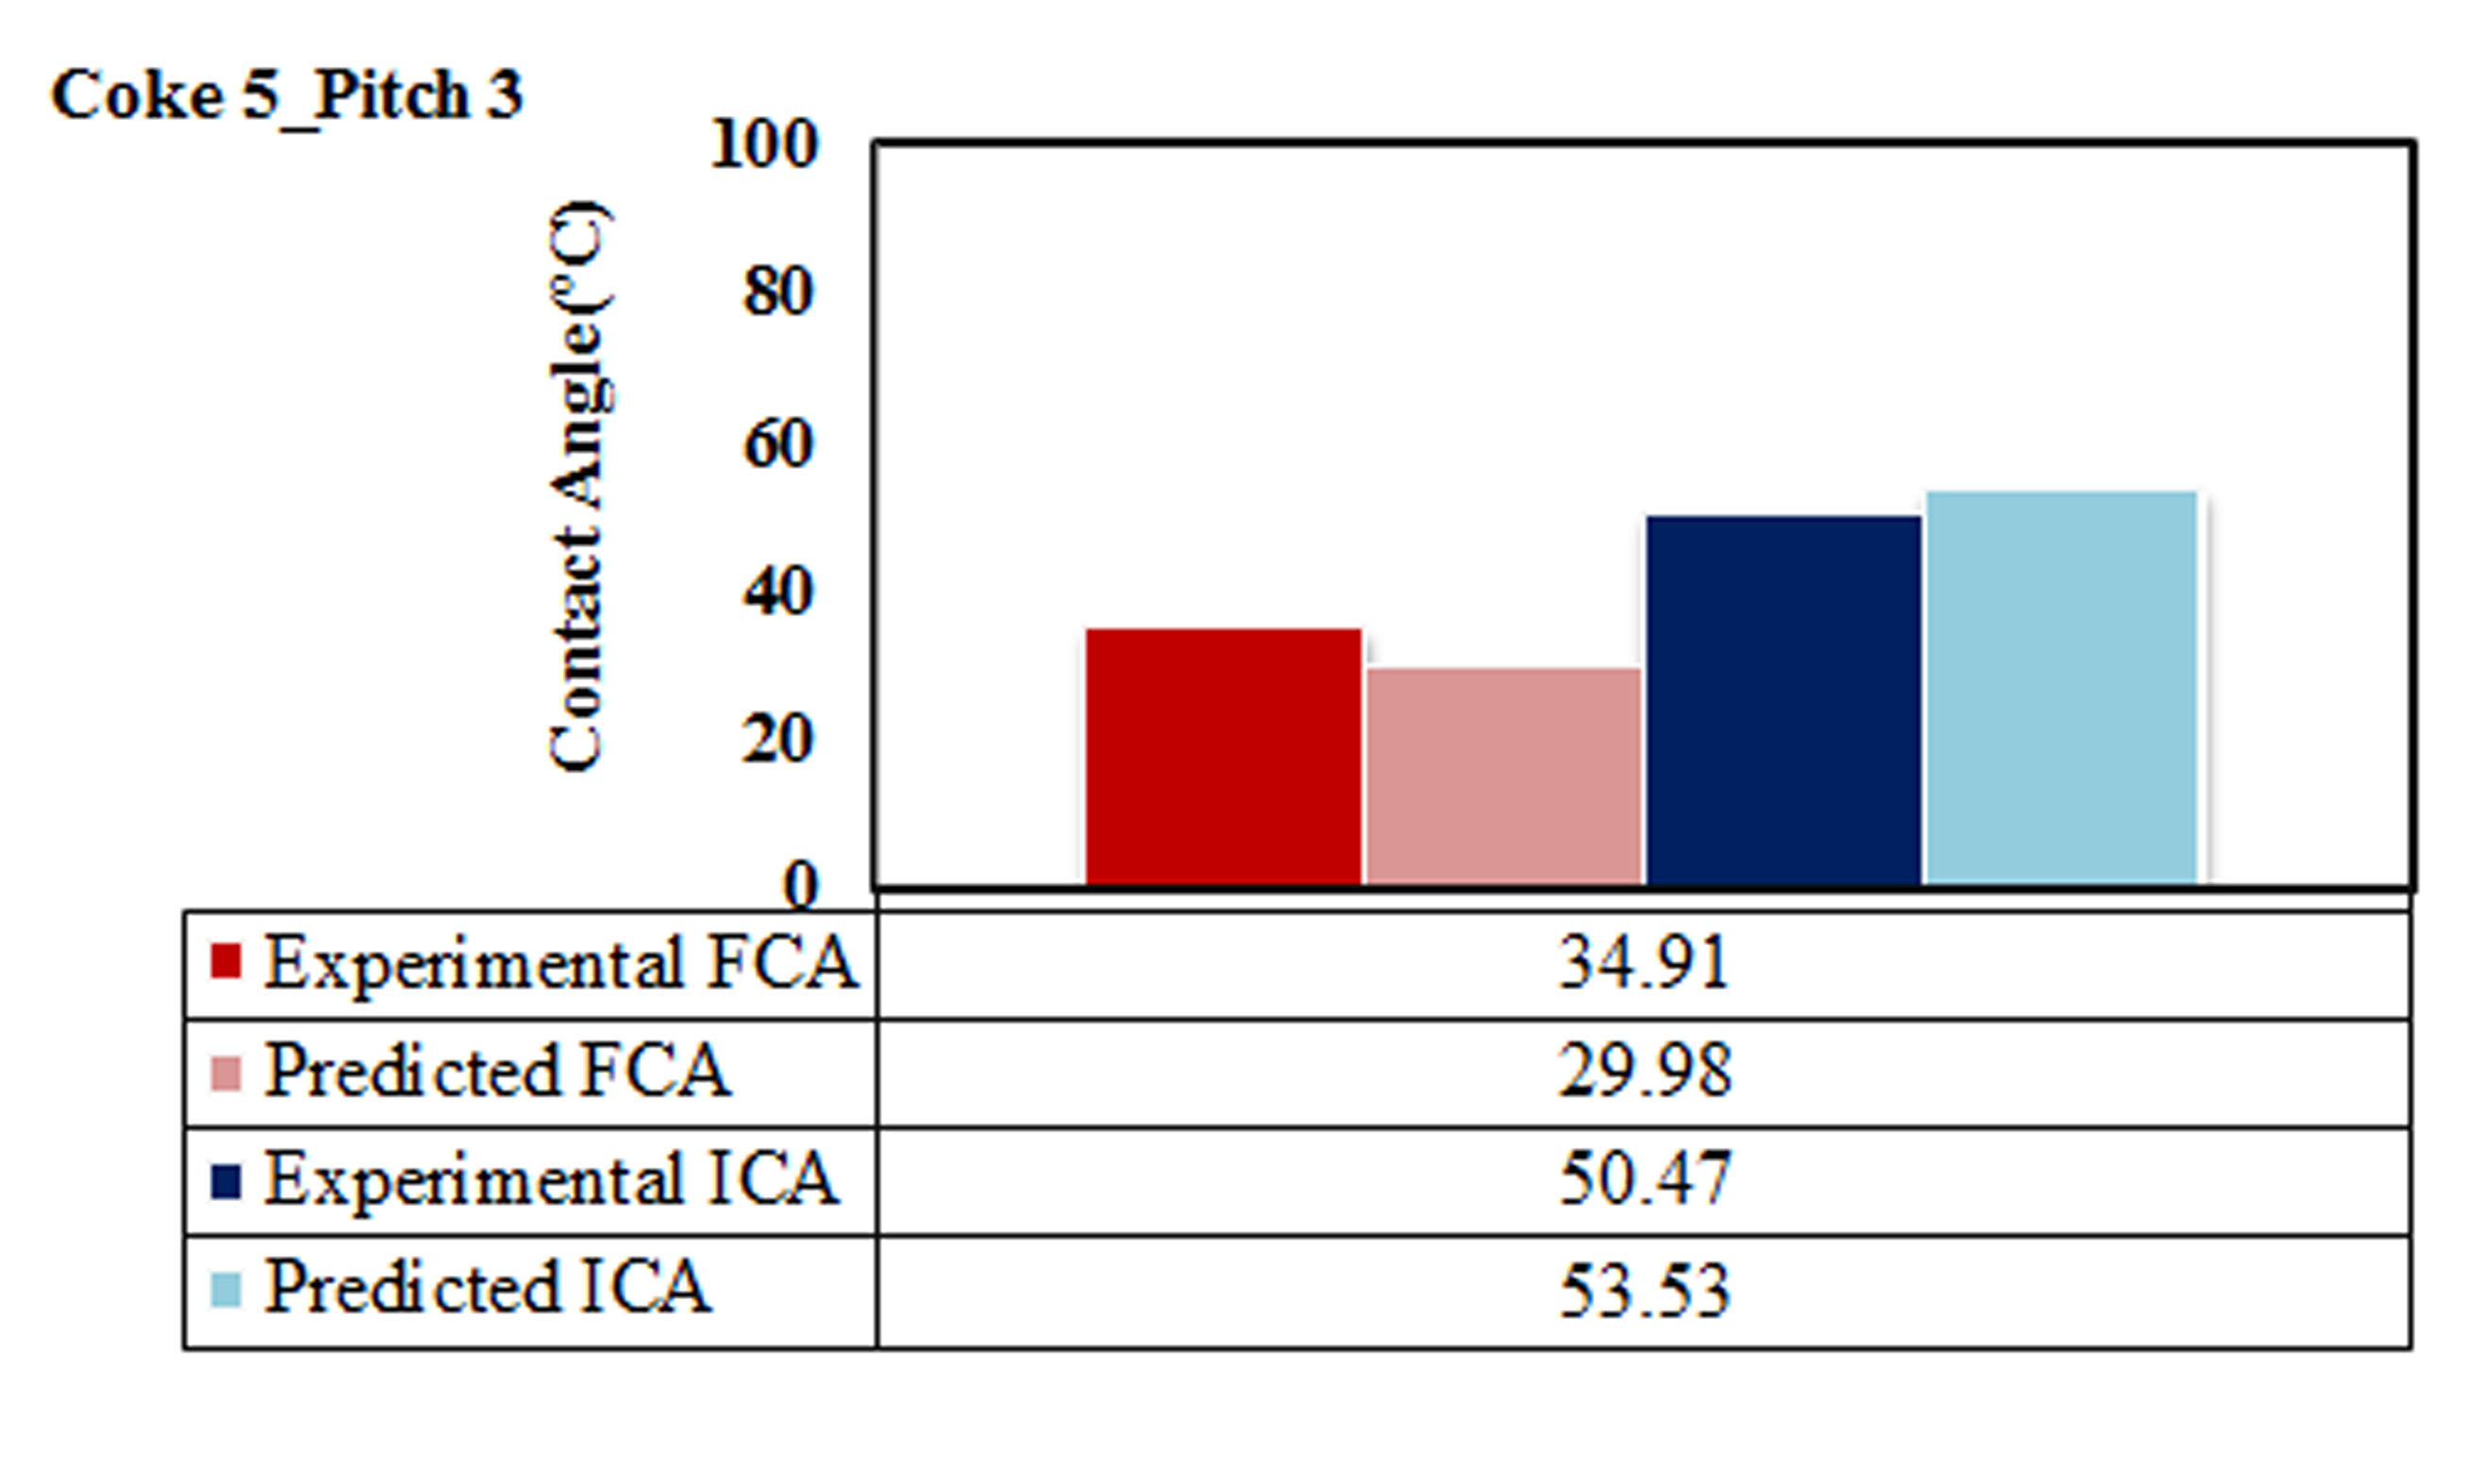 Coke 5_Pitch 3
Contact Angle(°C)
100
80
60
40
20
0
Experimental FCA 34.91
Predicted FCA 29.98
Experimental ICA 50.47
Predicted ICA 53.53